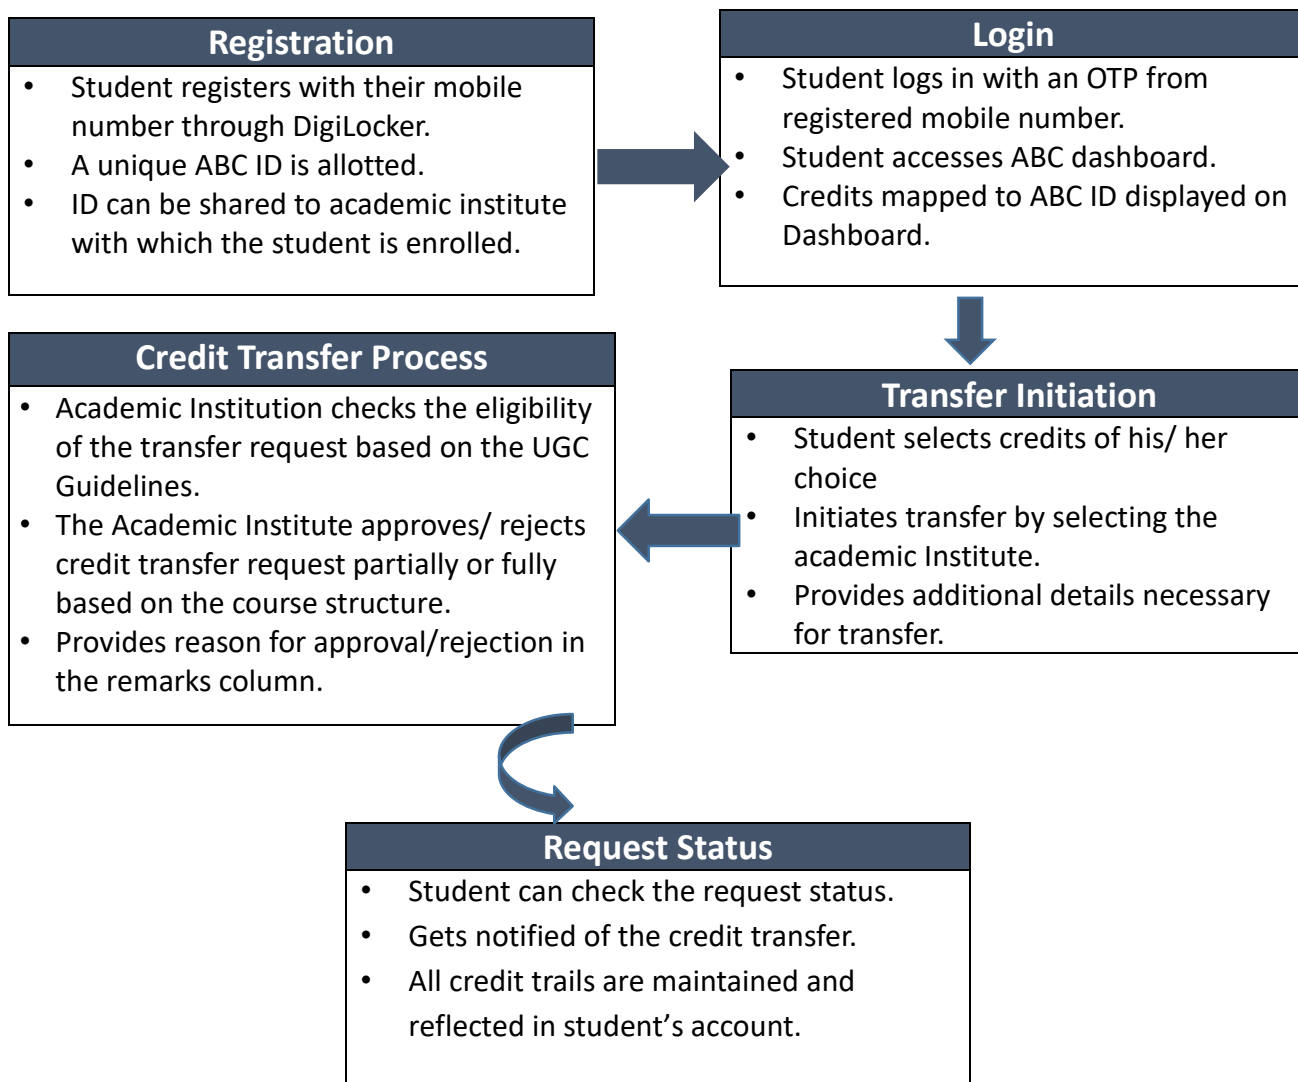 Registration
• Student registers with their mobile
number through DigiLocker.
• A unique ABC ID is allotted.
• ID can be shared to academic institute
with which the student is enrolled.
Login
• Student logs in with an OTP from
registered mobile number.
• Student accesses ABC dashboard.
• Credits mapped to ABC ID displayed on
Dashboard.
Transfer Initiation
• Student selects credits of his/ her
choice
• Initiates transfer by selecting the
academic Institute.
• Provides additional details necessary
for transfer.
Credit Transfer Process
• Academic Institution checks the eligibility
of the transfer request based on the UGC
Guidelines.
• The Academic Institute approves/ rejects
credit transfer request partially or fully
based on the course structure.
• Provides reason for approval/rejection in
the remarks column.
Request Status
• Student can check the request status.
• Gets notified of the credit transfer.
• All credit trails are maintained and
reflected in student’s account.